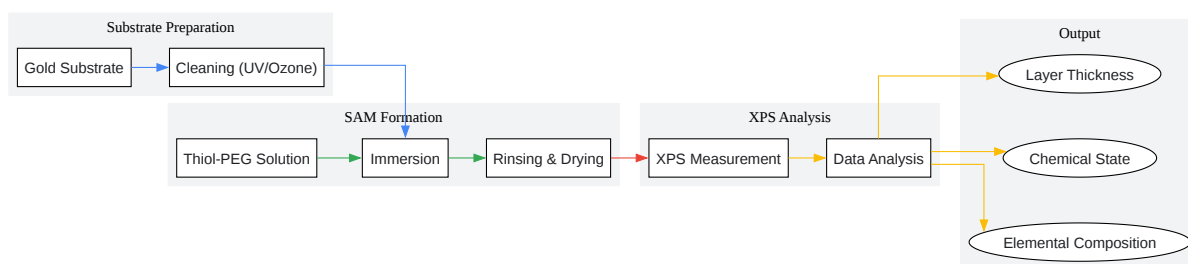 Substrate Preparation
Gold Substrate
Cleaning (UV/Ozone)
SAM Formation
Thiol-PEG Solution
Immersion
Rinsing & Drying
XPS Analysis
XPS Measurement
Data Analysis
Output
Layer Thickness
Chemical State
Elemental Composition